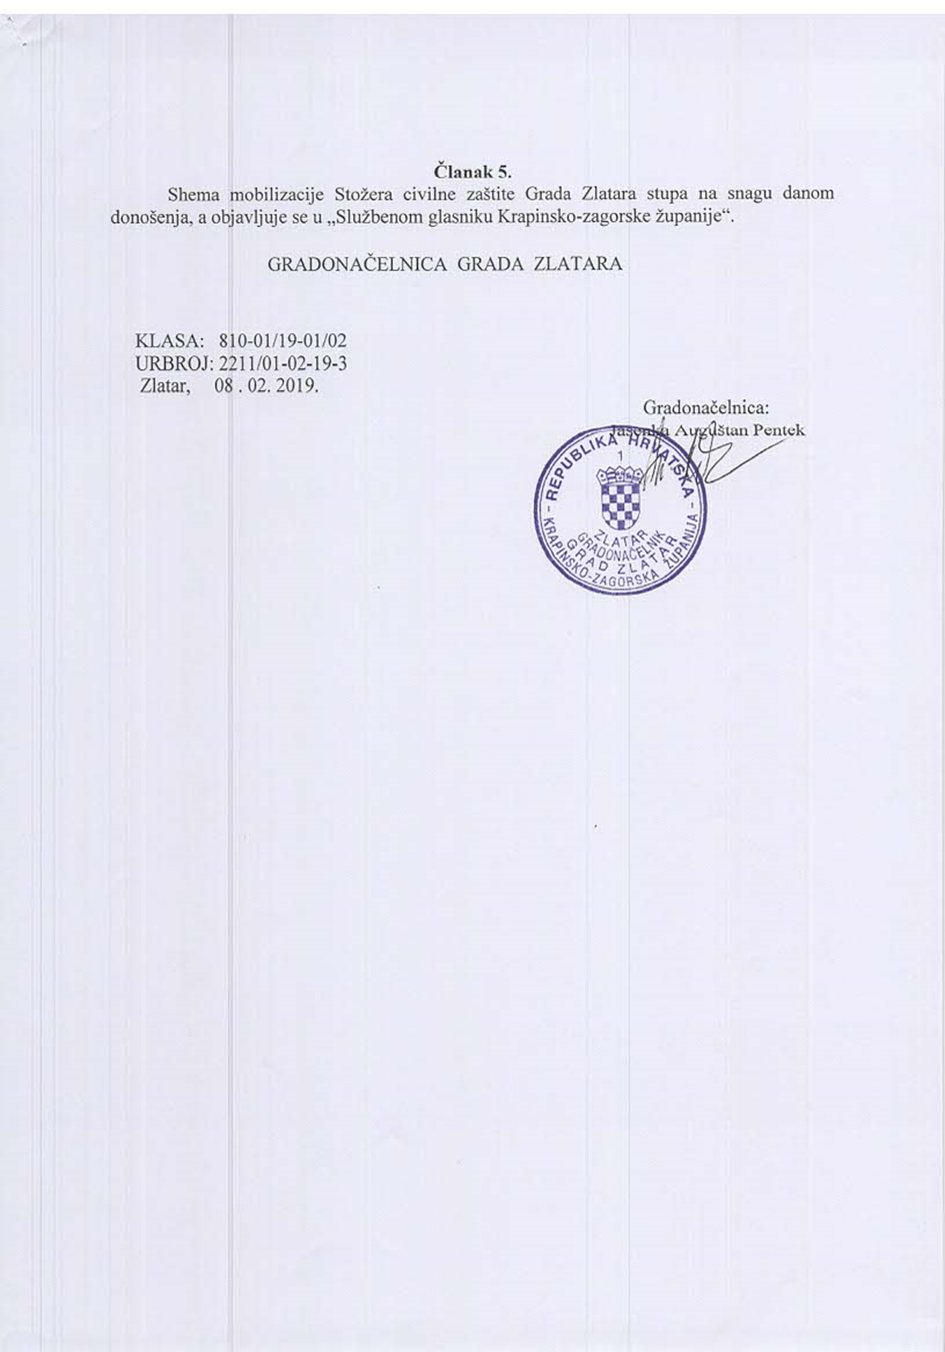 Članak 5.
Shema mobilizacije Stožera civilne zaštite Grada Zlatara stupa na snagu danom
donošenja, a objavljuje se u „Službenom glasniku Krapinsko-zagorske županije“.
GRADONAČELNICA GRADA ZLATARA
KLASA: 810-01/19-01/02
URBROJ: 2211/01-02-19-3
Zlatar, 08 . 02. 2019.
Gradonačelnica:
Jasenka Auguštan Pentek
- REPUBLIKA HRVATSKA -
1
ZLATAR
GRADONAČELNIK
GRAD ZLATAR
KRAPINSKO-ZAGORSKA ŽUPANIJA